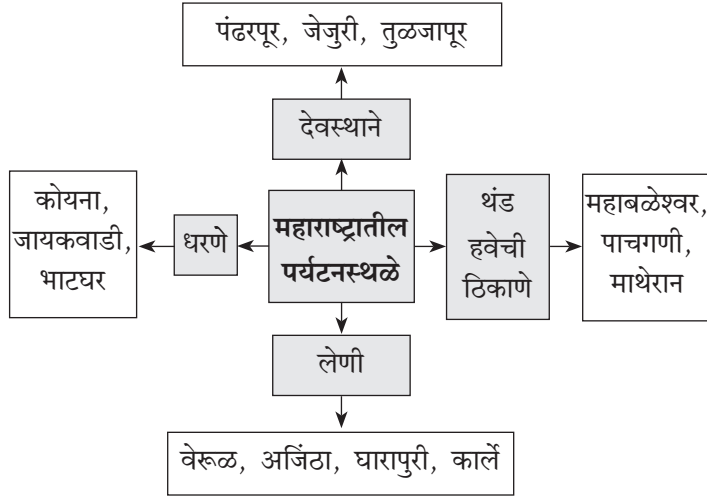 पंढरपूर, जेजुरी, तुळजापूर
देवस्थाने
कोयना,
जायकवाडी,
भाटघर
धरणे
महाराष्ट्रातील
पर्यटनस्थळे
थंड
हवेची
ठिकाणे
महाबळेश्वर,
पाचगणी,
माथेरान
लेणी
वेरूळ, अजिंठा, घारापुरी, कार्ले